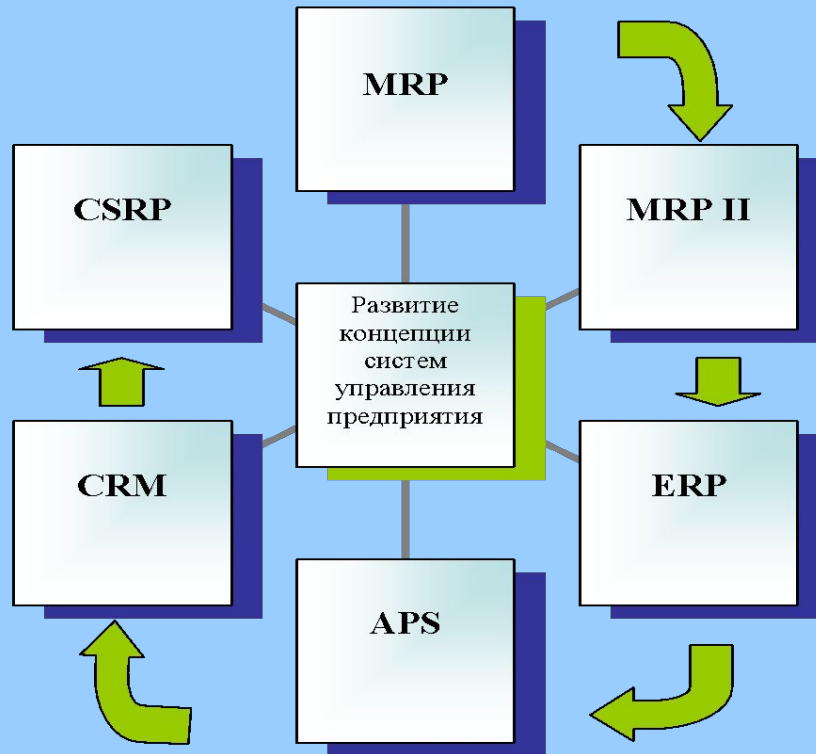 MRP
CSRP
MRP II
Развитие
концепции
систем
управления
предприятия
CRM
ERP
APS